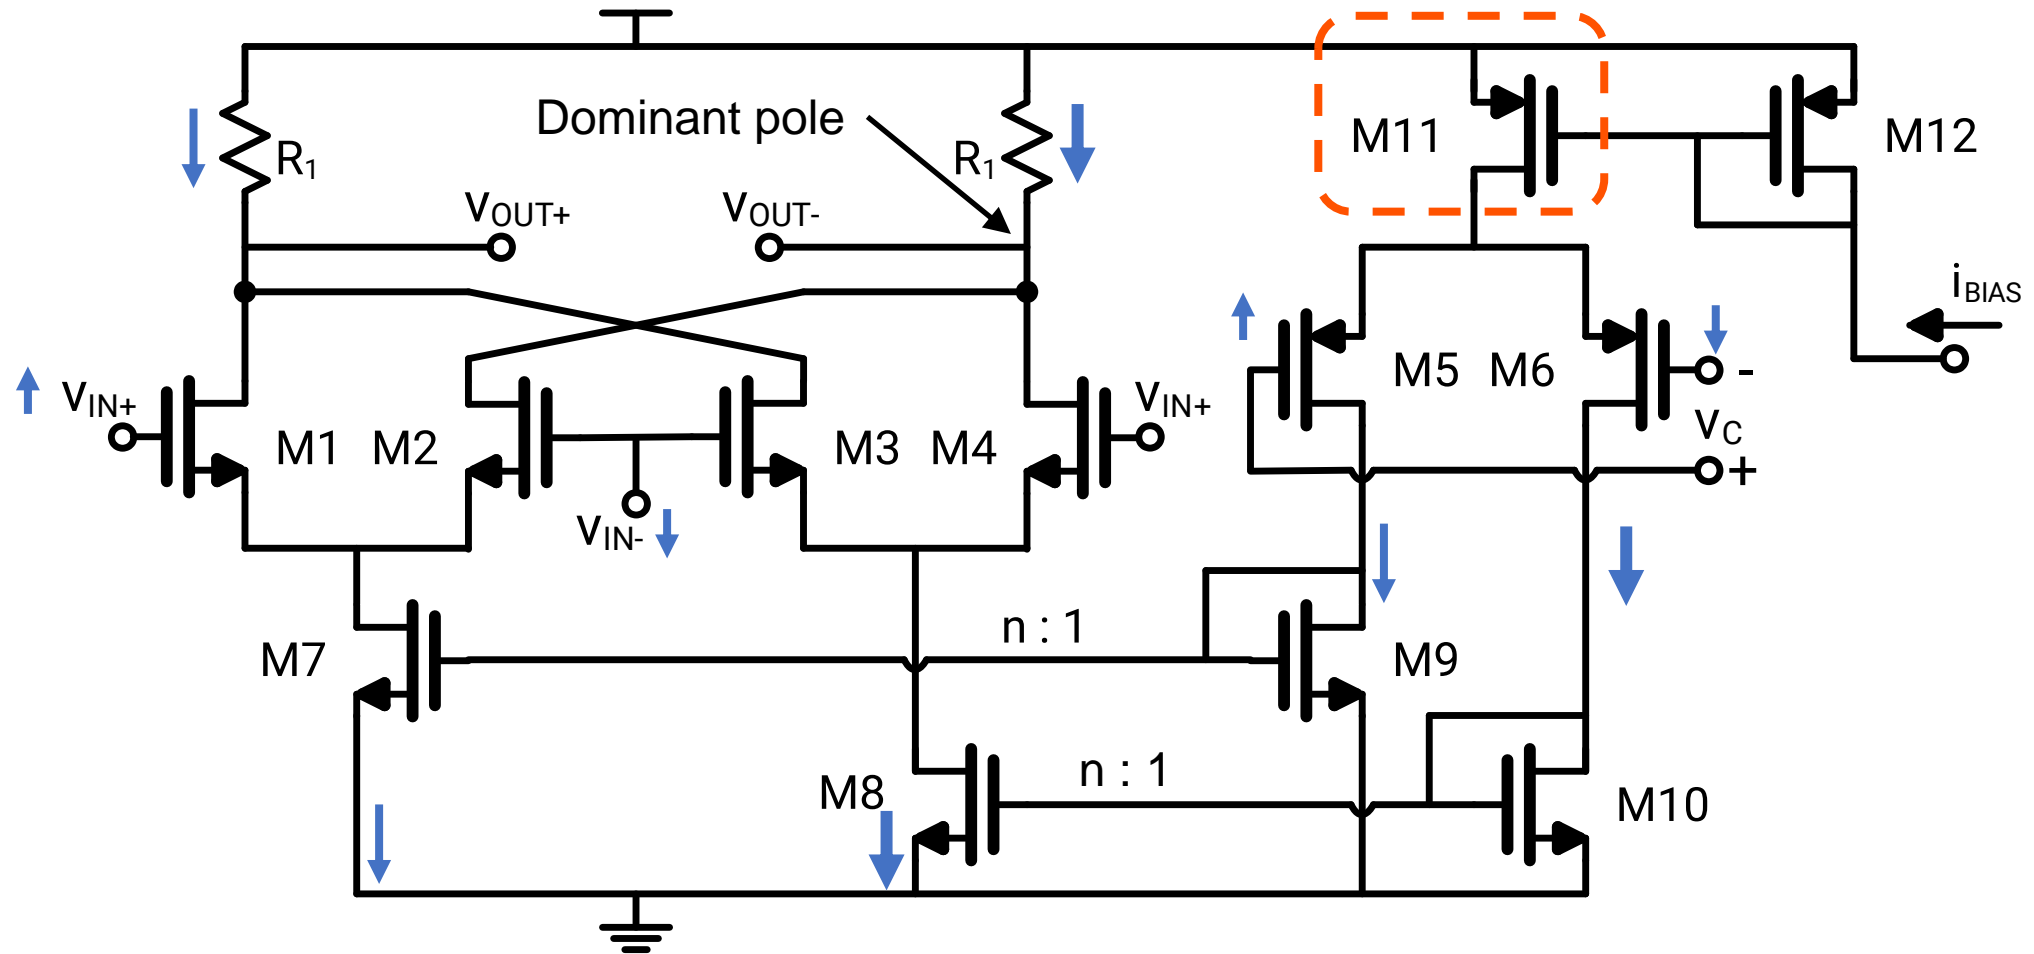 Dominant pole
M11
M12
R1
R1
vOUT+
vOUT-
iBIAS
vIN+
vIN+
M5
M6
-
vC
+
M1
M2
M3
M4
vIN-
n : 1
M7
M9
n : 1
M8
M10